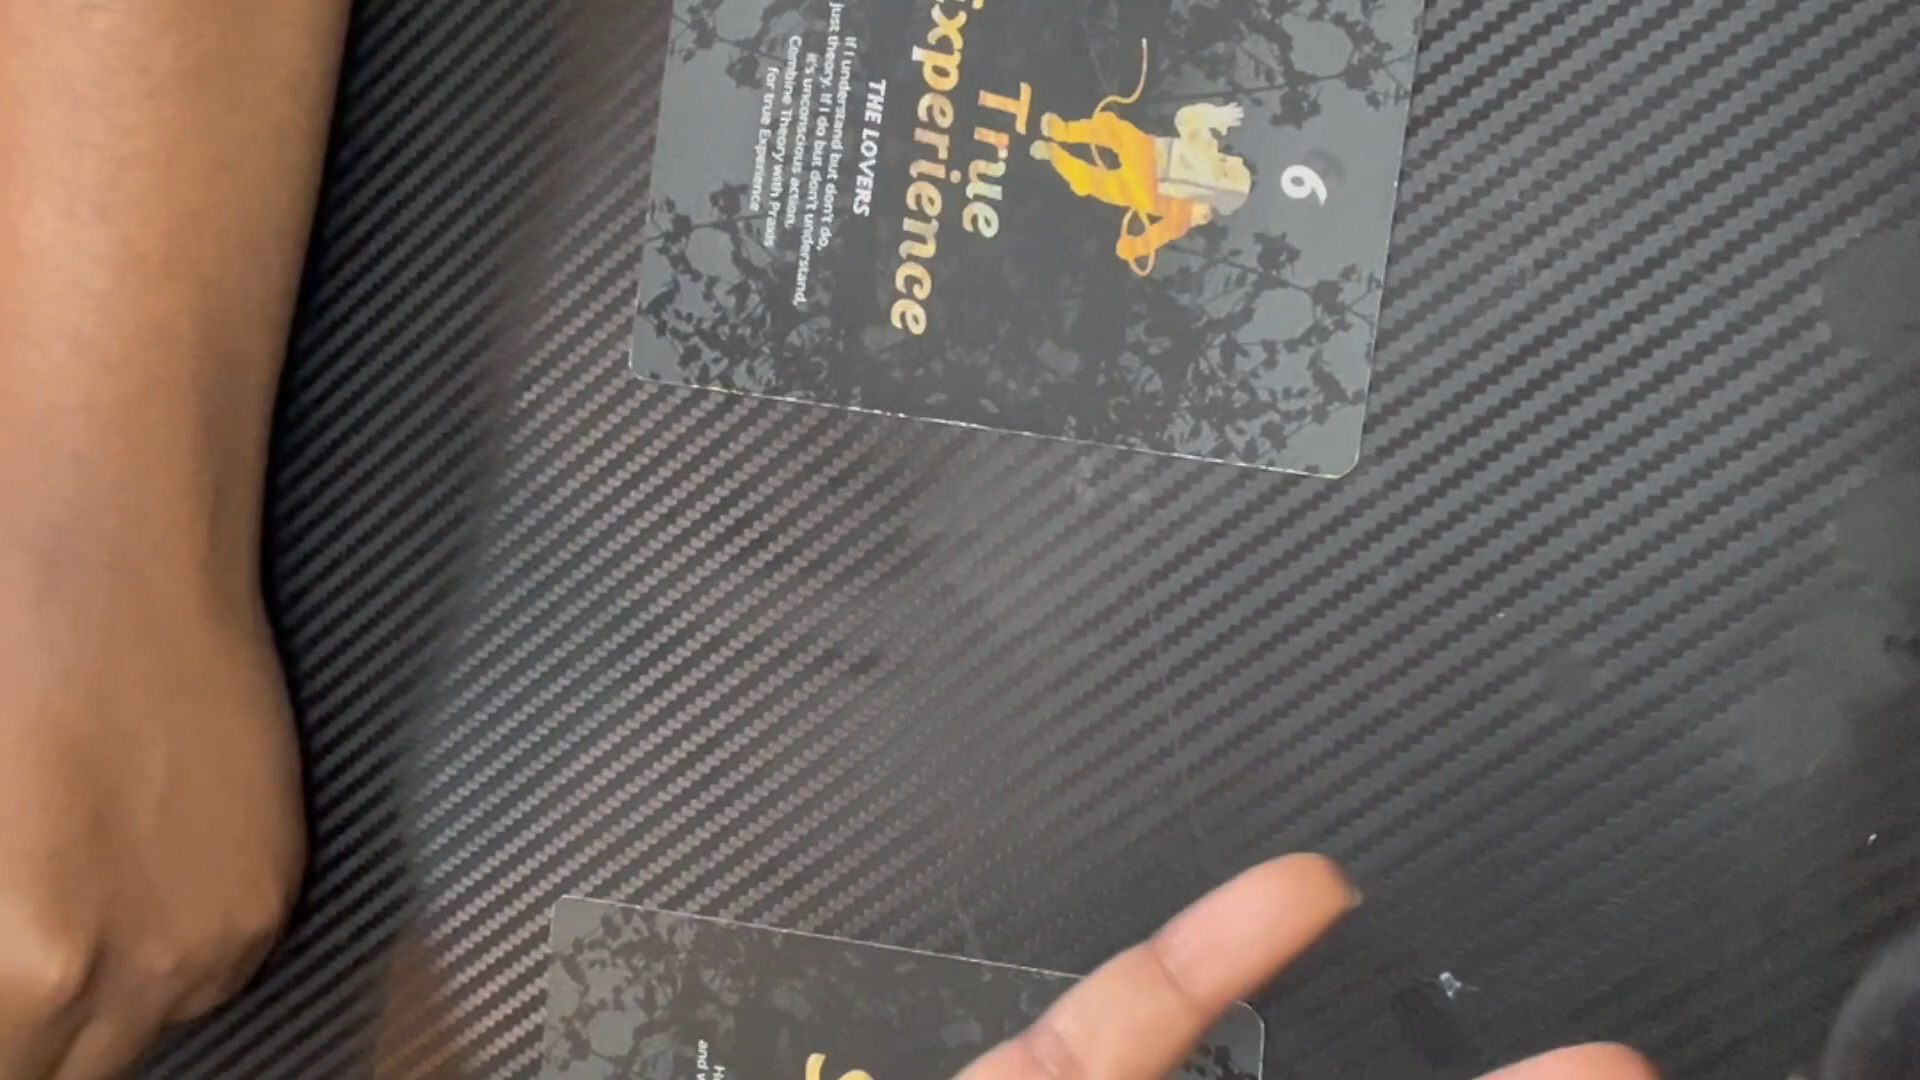 6
True
Experience
THE LOVERS
If I understand but don't do,
just theory. If I do but don't understand,
it's unconscious action.
Combine Theory with Praxis
for true Experience
and